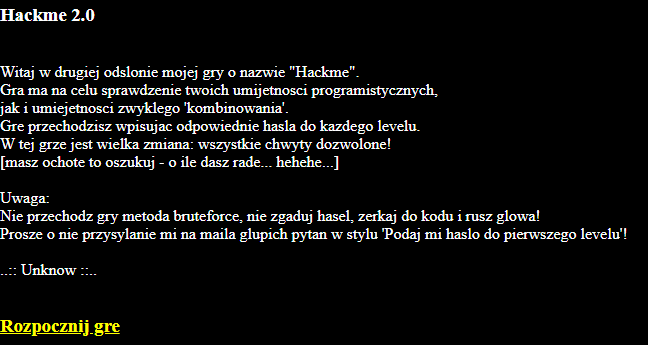 Hackme 2.0
Witaj w drugiej odslonie mojej gry o nazwie "Hackme".
Gra ma na celu sprawdzenie twoich umijetnosci programistycznych,
jak i umiejetnosci zwyklego 'kombinowania'.
Gre przechodzisz wpisujac odpowiednie hasla do kazdego levelu.
W tej grze jest wielka zmiana: wszystkie chwyty dozwolone!
[masz ochote to oszukuj - o ile dasz rade... hehehe...]
Uwaga:
Nie przechodz gry metoda bruteforce, nie zgaduj hasel, zerkaj do kodu i rusz glowa!
Prosze o nie przysylanie mi na maila glupich pytan w stylu 'Podaj mi haslo do pierwszego levelu'!
..:: Unknow ::..
Rozpocznij gre